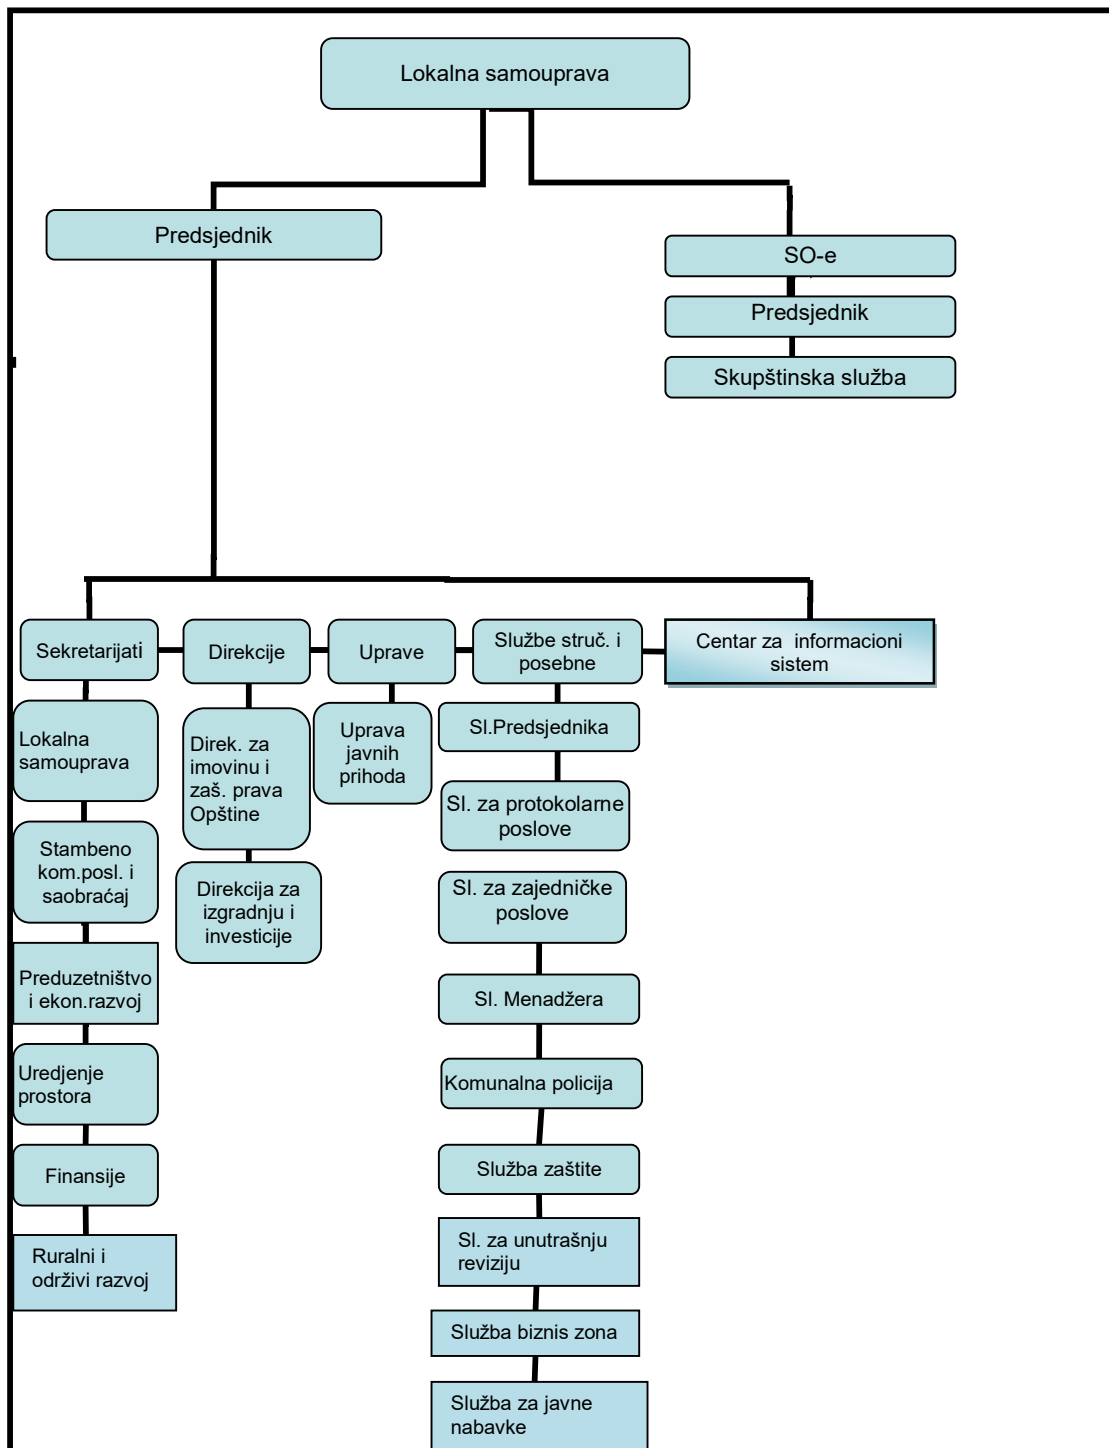 Lokalna samouprava
Predsjednik
SO-e
Predsjednik
Skupštinska služba
Sekretarijati
Direkcije
Uprave
Službe struč. i
posebne
Centar za informacioni
sistem
Lokalna
samouprava
Stambeno
kom.posl. i
saobraćaj
Preduzetništvo
i ekon.razvoj
Uredjenje
prostora
Finansije
Ruralni i
održivi razvoj
Direk. za
imovinu i
zaš. prava
Opštine
Direkcija za
izgradnju i
investicije
Uprava
javnih
prihoda
Sl.Predsjednika
Sl. za protokolarne
poslove
Sl. za zajedničke
poslove
Sl. Menadžera
Komunalna policija
Služba zaštite
Sl. za unutrašnju
reviziju
Služba biznis zona
Služba za javne
nabavke